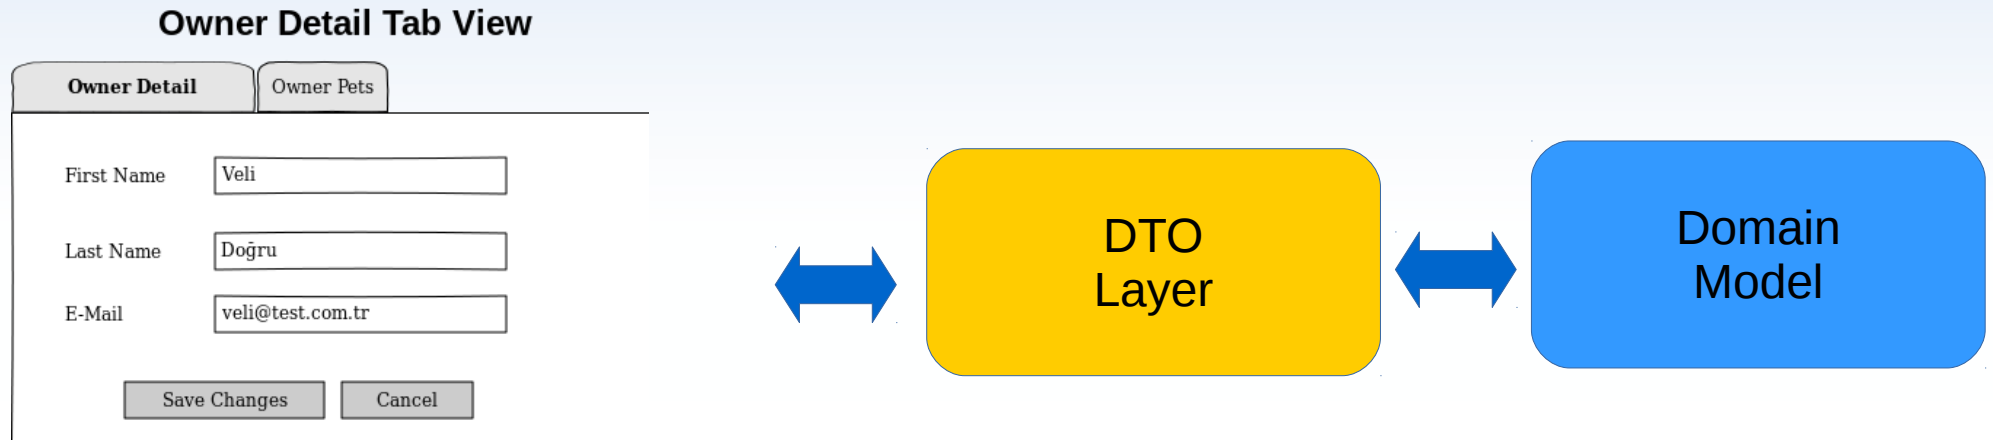 Owner Detail Tab View
Owner Detail
Owner Pets
First Name
Veli
Last Name
Doğru
E-Mail
veli@test.com.tr
Save Changes
Cancel
DTO
Layer
Domain
Model